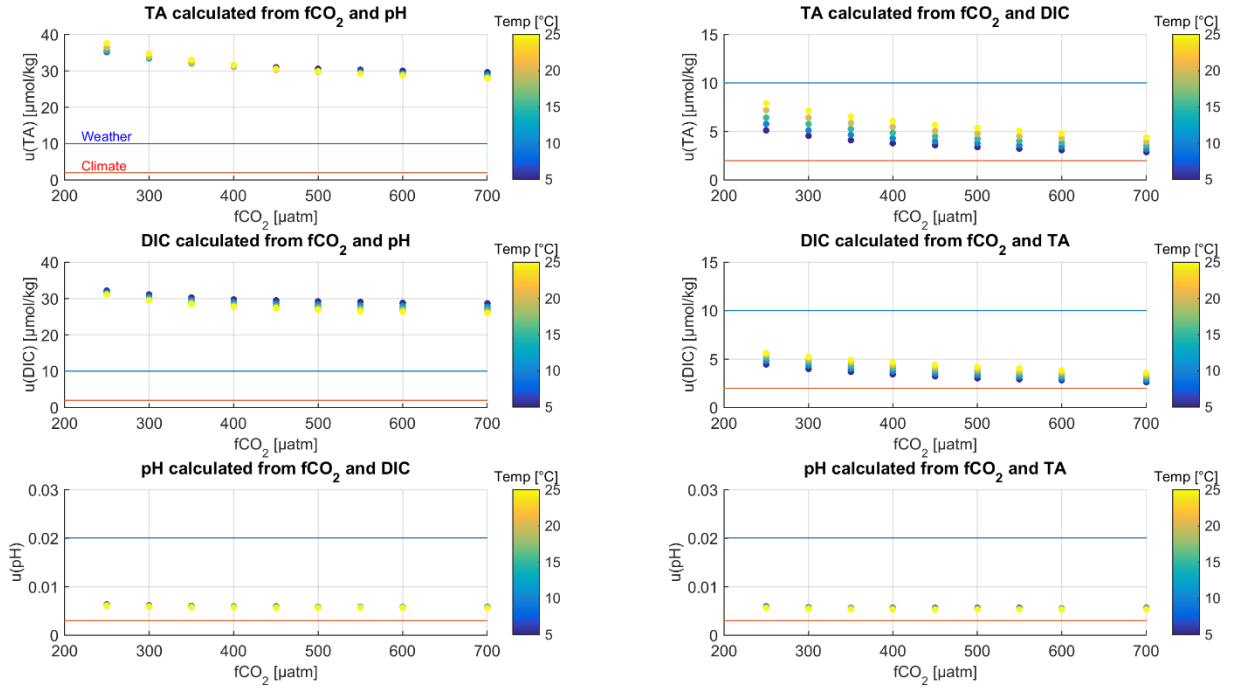 TA calculated from fCO₂ and pH
Temp [°C]
u(TA) [µmol/kg]
40
30
20
10
0
Weather
Climate
200 300 400 500 600 700
fCO₂ [µatm]
25
20
15
10
5
TA calculated from fCO₂ and DIC
Temp [°C]
u(TA) [µmol/kg]
15
10
5
0
200 300 400 500 600 700
fCO₂ [µatm]
25
20
15
10
5
DIC calculated from fCO₂ and pH
Temp [°C]
u(DIC) [µmol/kg]
40
30
20
10
0
200 300 400 500 600 700
fCO₂ [µatm]
25
20
15
10
5
DIC calculated from fCO₂ and TA
Temp [°C]
u(DIC) [µmol/kg]
15
10
5
0
200 300 400 500 600 700
fCO₂ [µatm]
25
20
15
10
5
pH calculated from fCO₂ and DIC
Temp [°C]
u(pH)
0.03
0.02
0.01
0
200 300 400 500 600 700
fCO₂ [µatm]
25
20
15
10
5
pH calculated from fCO₂ and TA
Temp [°C]
u(pH)
0.03
0.02
0.01
0
200 300 400 500 600 700
fCO₂ [µatm]
25
20
15
10
5